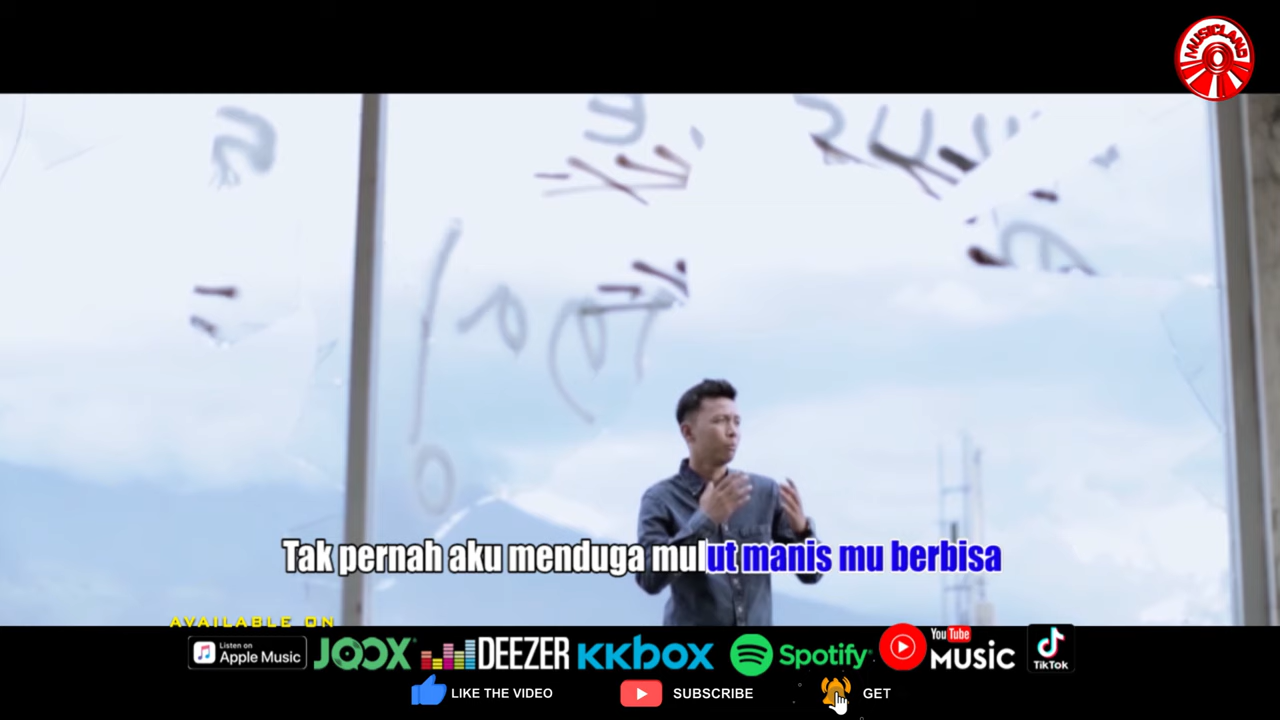 MUSICLAND
Tak pernah aku menduga mulut manis mu berbisa
AVAILABLE ON
Listen on Apple Music JOOX DEEZER KKBOX Spotify YouTube MUSIC TikTok
LIKE THE VIDEO SUBSCRIBE GET